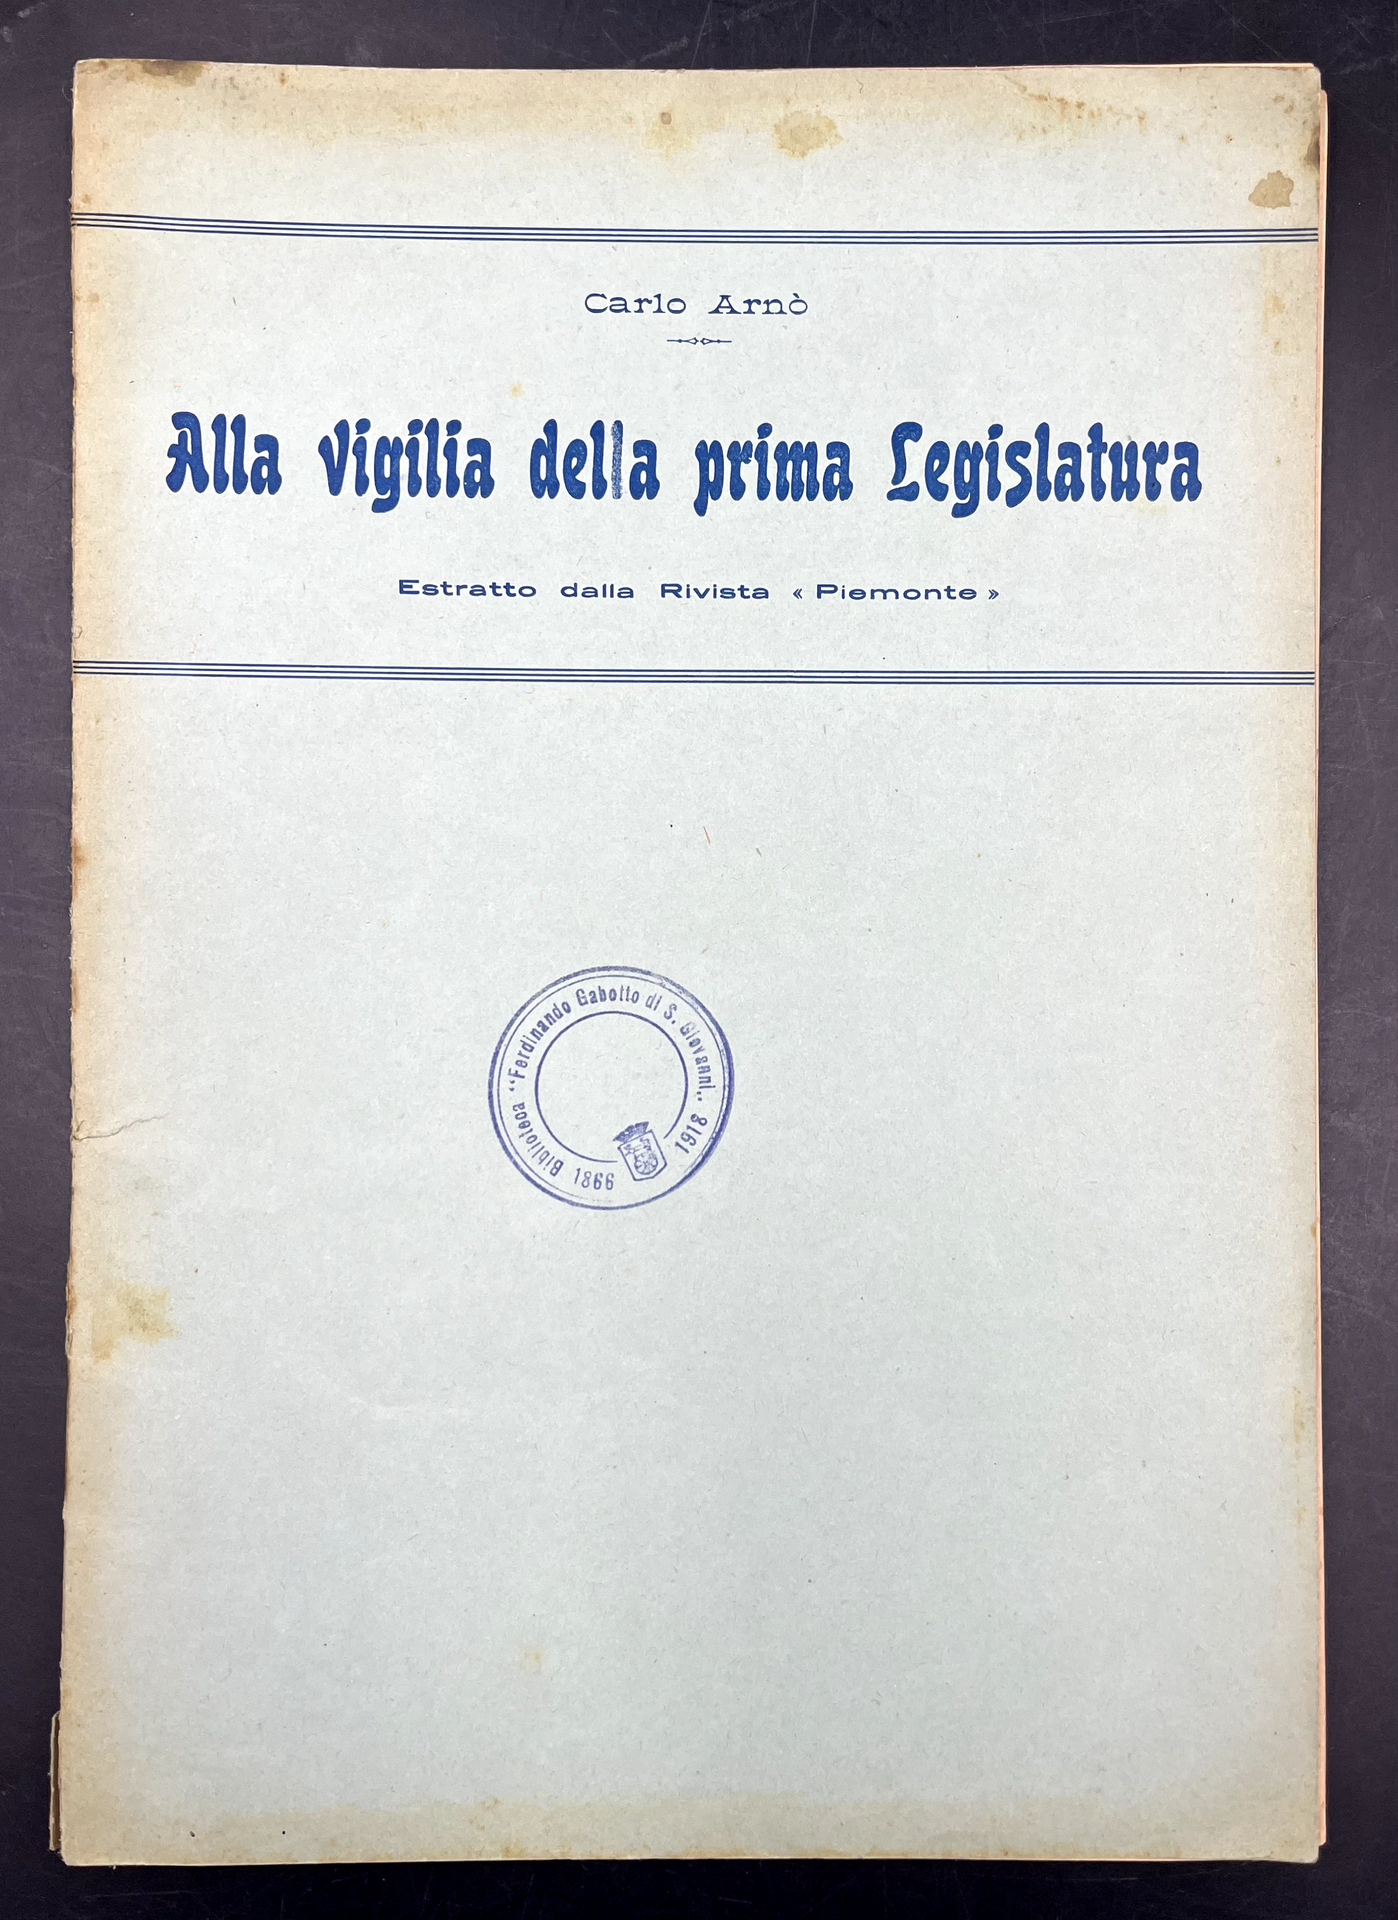 Carlo Arnò
Alla vigilia della prima Legislatura
Estratto dalla Rivista « Piemonte »
Biblioteca “Ferdinando Gabotto di S. Giovanni„
1866 1918